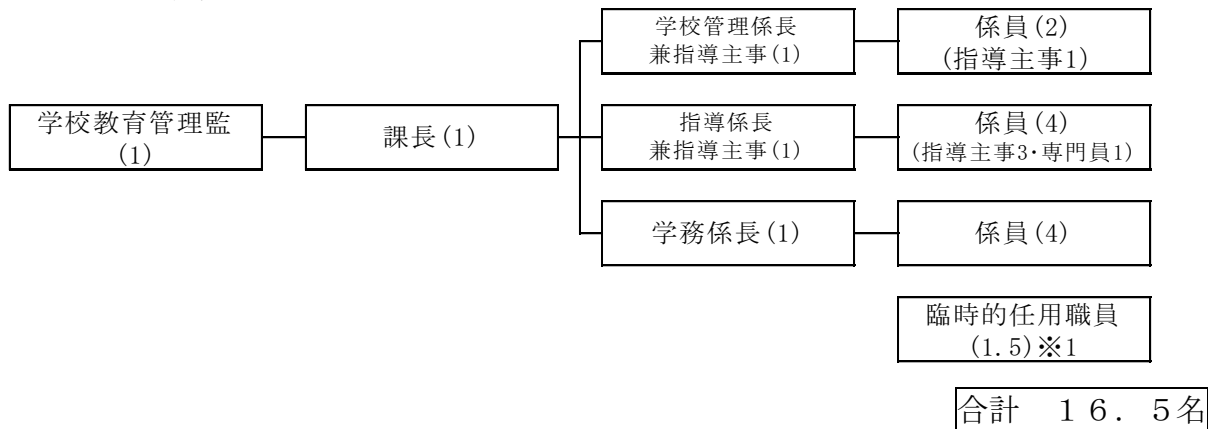 学校管理係長
兼指導主事(1)
係員(2)
(指導主事1)
学校教育管理監
(1)
課長(1)
指導係長
兼指導主事(1)
係員(4)
(指導主事3・専門員1)
学務係長(1)
係員(4)
臨時的任用職員
(1.5)※1
合計　１６．５名